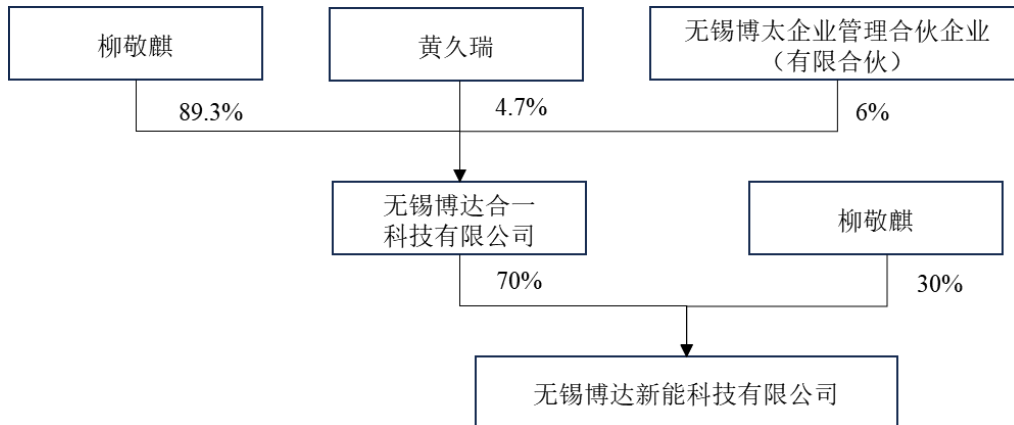 柳敬麒
黄久瑞
无锡博太企业管理合伙企业
（有限合伙）
89.3%
4.7%
6%
无锡博达合一
科技有限公司
柳敬麒
70%
30%
无锡博达新能科技有限公司